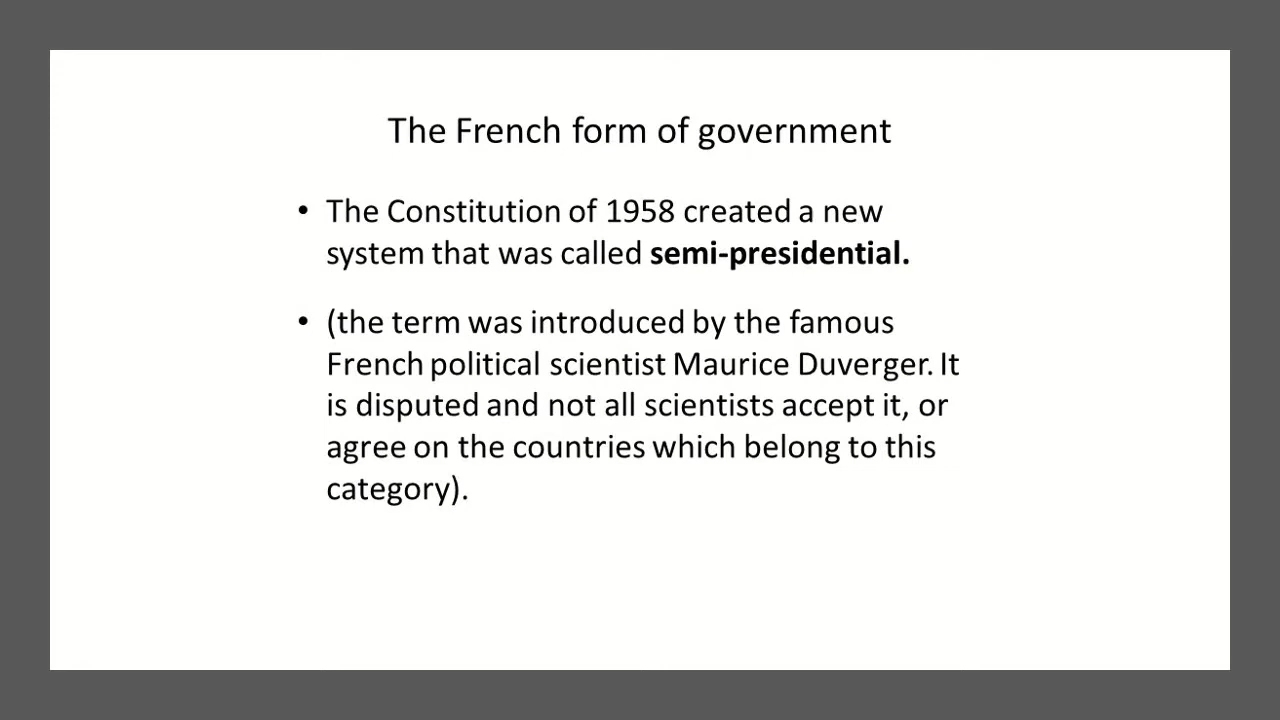 The French form of government
• The Constitution of 1958 created a new
system that was called semi-presidential.
• (the term was introduced by the famous
French political scientist Maurice Duverger. It
is disputed and not all scientists accept it, or
agree on the countries which belong to this
category).